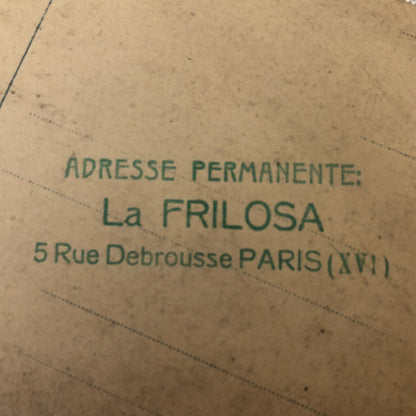 ADRESSE PERMANENTE:
La FRILOSA
5 Rue Debrousse PARIS (XVI)